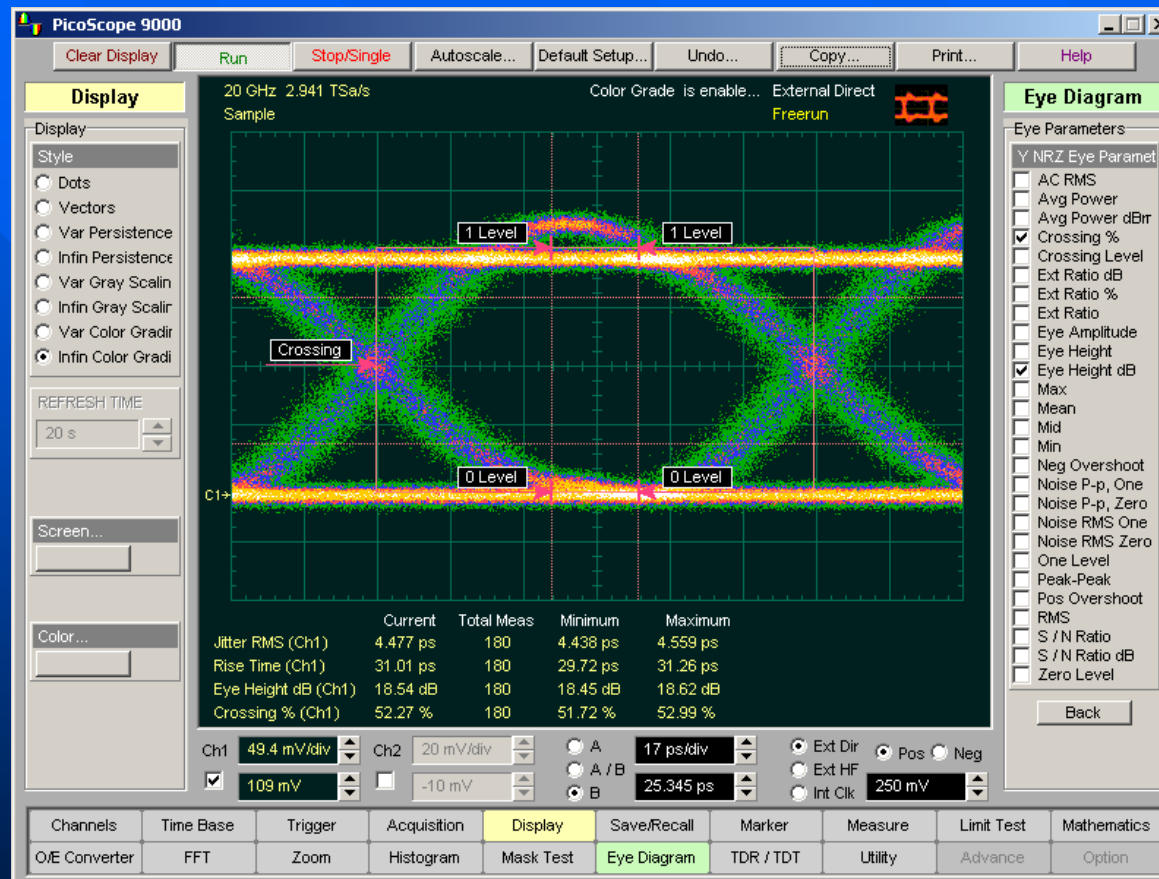 PicoScope 9000
Clear Display Run Stop/Single Autoscale... Default Setup... Undo... Copy... Print... Help
Display
Display
Style
Dots
Vectors
Var Persistence
Infin Persistence
Var Gray Scalin
Infin Gray Scalin
Var Color Gradin
Infin Color Gradi
REFRESH TIME
20 s
Screen...
Color...
20 GHz 2.941 TSa/s Color Grade is enable... External Direct
Sample Freerun
1 Level 1 Level
Crossing
0 Level 0 Level
C1
Current Total Meas Minimum Maximum
Jitter RMS (Ch1) 4.477 ps 180 4.438 ps 4.559 ps
Rise Time (Ch1) 31.01 ps 180 29.72 ps 31.26 ps
Eye Height dB (Ch1) 18.54 dB 180 18.45 dB 18.62 dB
Crossing % (Ch1) 52.27 % 180 51.72 % 52.99 %
Eye Diagram
Eye Parameters
Y NRZ Eye Paramet
AC RMS
Avg Power
Avg Power dBm
Crossing %
Crossing Level
Ext Ratio dB
Ext Ratio %
Ext Ratio
Eye Amplitude
Eye Height
Eye Height dB
Max
Mean
Mid
Min
Neg Overshoot
Noise P-p, One
Noise P-p, Zero
Noise RMS One
Noise RMS Zero
One Level
Peak-Peak
Pos Overshoot
RMS
S / N Ratio
S / N Ratio dB
Zero Level
Back
Ch1 49.4 mV/div Ch2 20 mV/div A 17 ps/div Ext Dir Pos Neg
A / B Ext HF
109 mV -10 mV B 25.345 ps Int Clk 250 mV
Channels Time Base Trigger Acquisition Display Save/Recall Marker Measure Limit Test Mathematics
O/E Converter FFT Zoom Histogram Mask Test Eye Diagram TDR / TDT Utility Advance Option